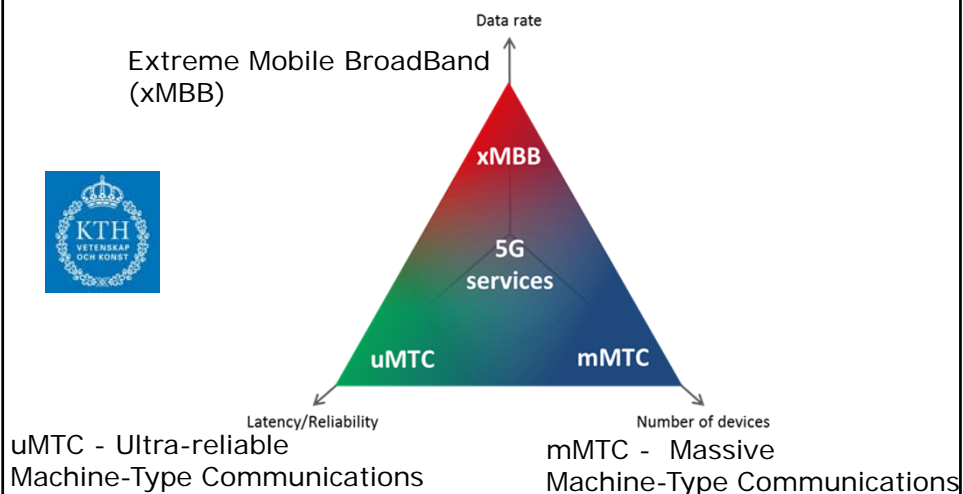 Data rate
Extreme Mobile BroadBand
(xMBB)
xMBB
KTH
VETENSKAP
OCH KONST
5G
services
uMTC
mMTC
Latency/Reliability
Number of devices
uMTC - Ultra-reliable
Machine-Type Communications
mMTC - Massive
Machine-Type Communications